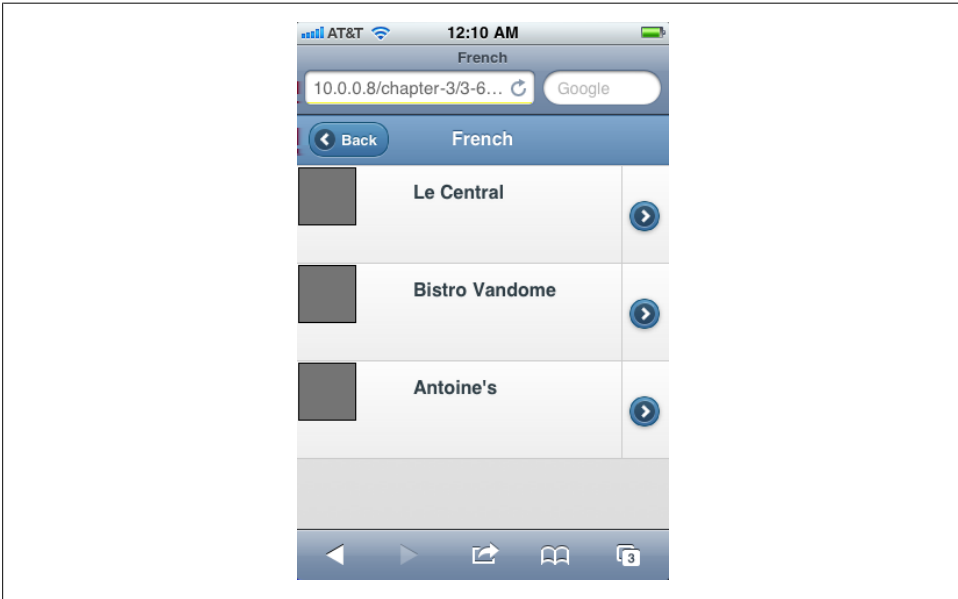 AT&T 12:10 AM
French
10.0.0.8/chapter-3/3-6... Google
Back French
Le Central
Bistro Vandome
Antoine's
3